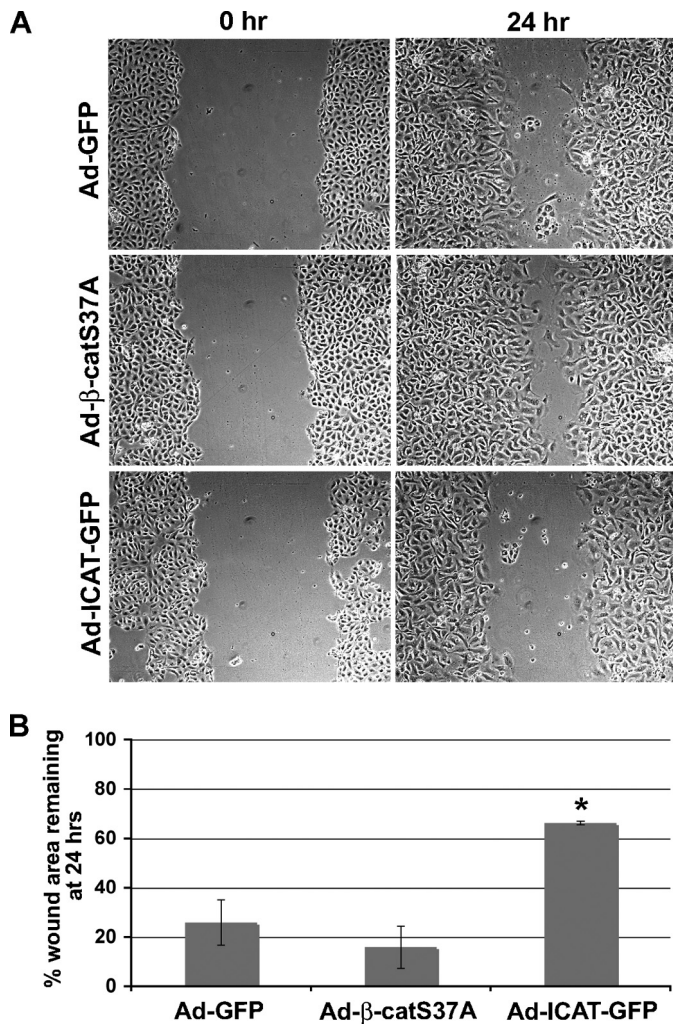 A
0 hr
24 hr
Ad-GFP
Ad-β-catS37A
Ad-ICAT-GFP
B
% wound area remaining
at 24 hrs
100
80
60
40
20
0
*
Ad-GFP
Ad-β-catS37A
Ad-ICAT-GFP